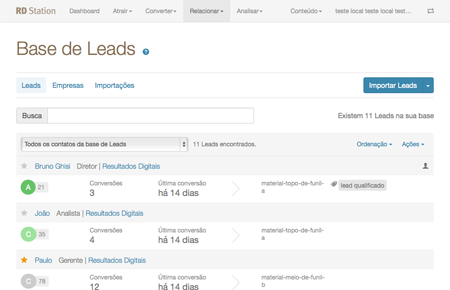 RD Station Dashboard Atrair Converter Relacionar Analisar Conteúdo teste local teste local test...
Base de Leads ?
Leads Empresas Importações Importar Leads
Busca Existem 11 Leads na sua base
Todos os contatos da base de Leads 11 Leads encontrados. Ordenação Ações
Bruno Ghisi Diretor | Resultados Digitais
A 21 Conversões Última conversão material-topo-de-funil-a lead qualificado
3 há 14 dias
João Analista | Resultados Digitais
C 35 Conversões Última conversão material-topo-de-funil-a
4 há 14 dias
Paulo Gerente | Resultados Digitais
C 78 Conversões Última conversão material-meio-de-funil-b
12 há 14 dias